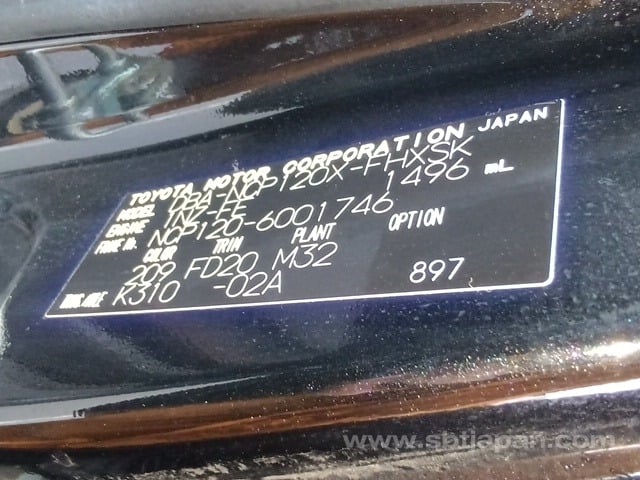 TOYOTA MOTOR CORPORATION JAPAN
MODEL DBA-NCP120X-FHXSK
ENGINE 1NZ-FE 1496 mL
FRAME No. NCP120-6001746
COLOR TRIM PLANT OPTION
209 FD20 M32
TRANS./AXLE K310 -02A 897
www.sbtjapan.com